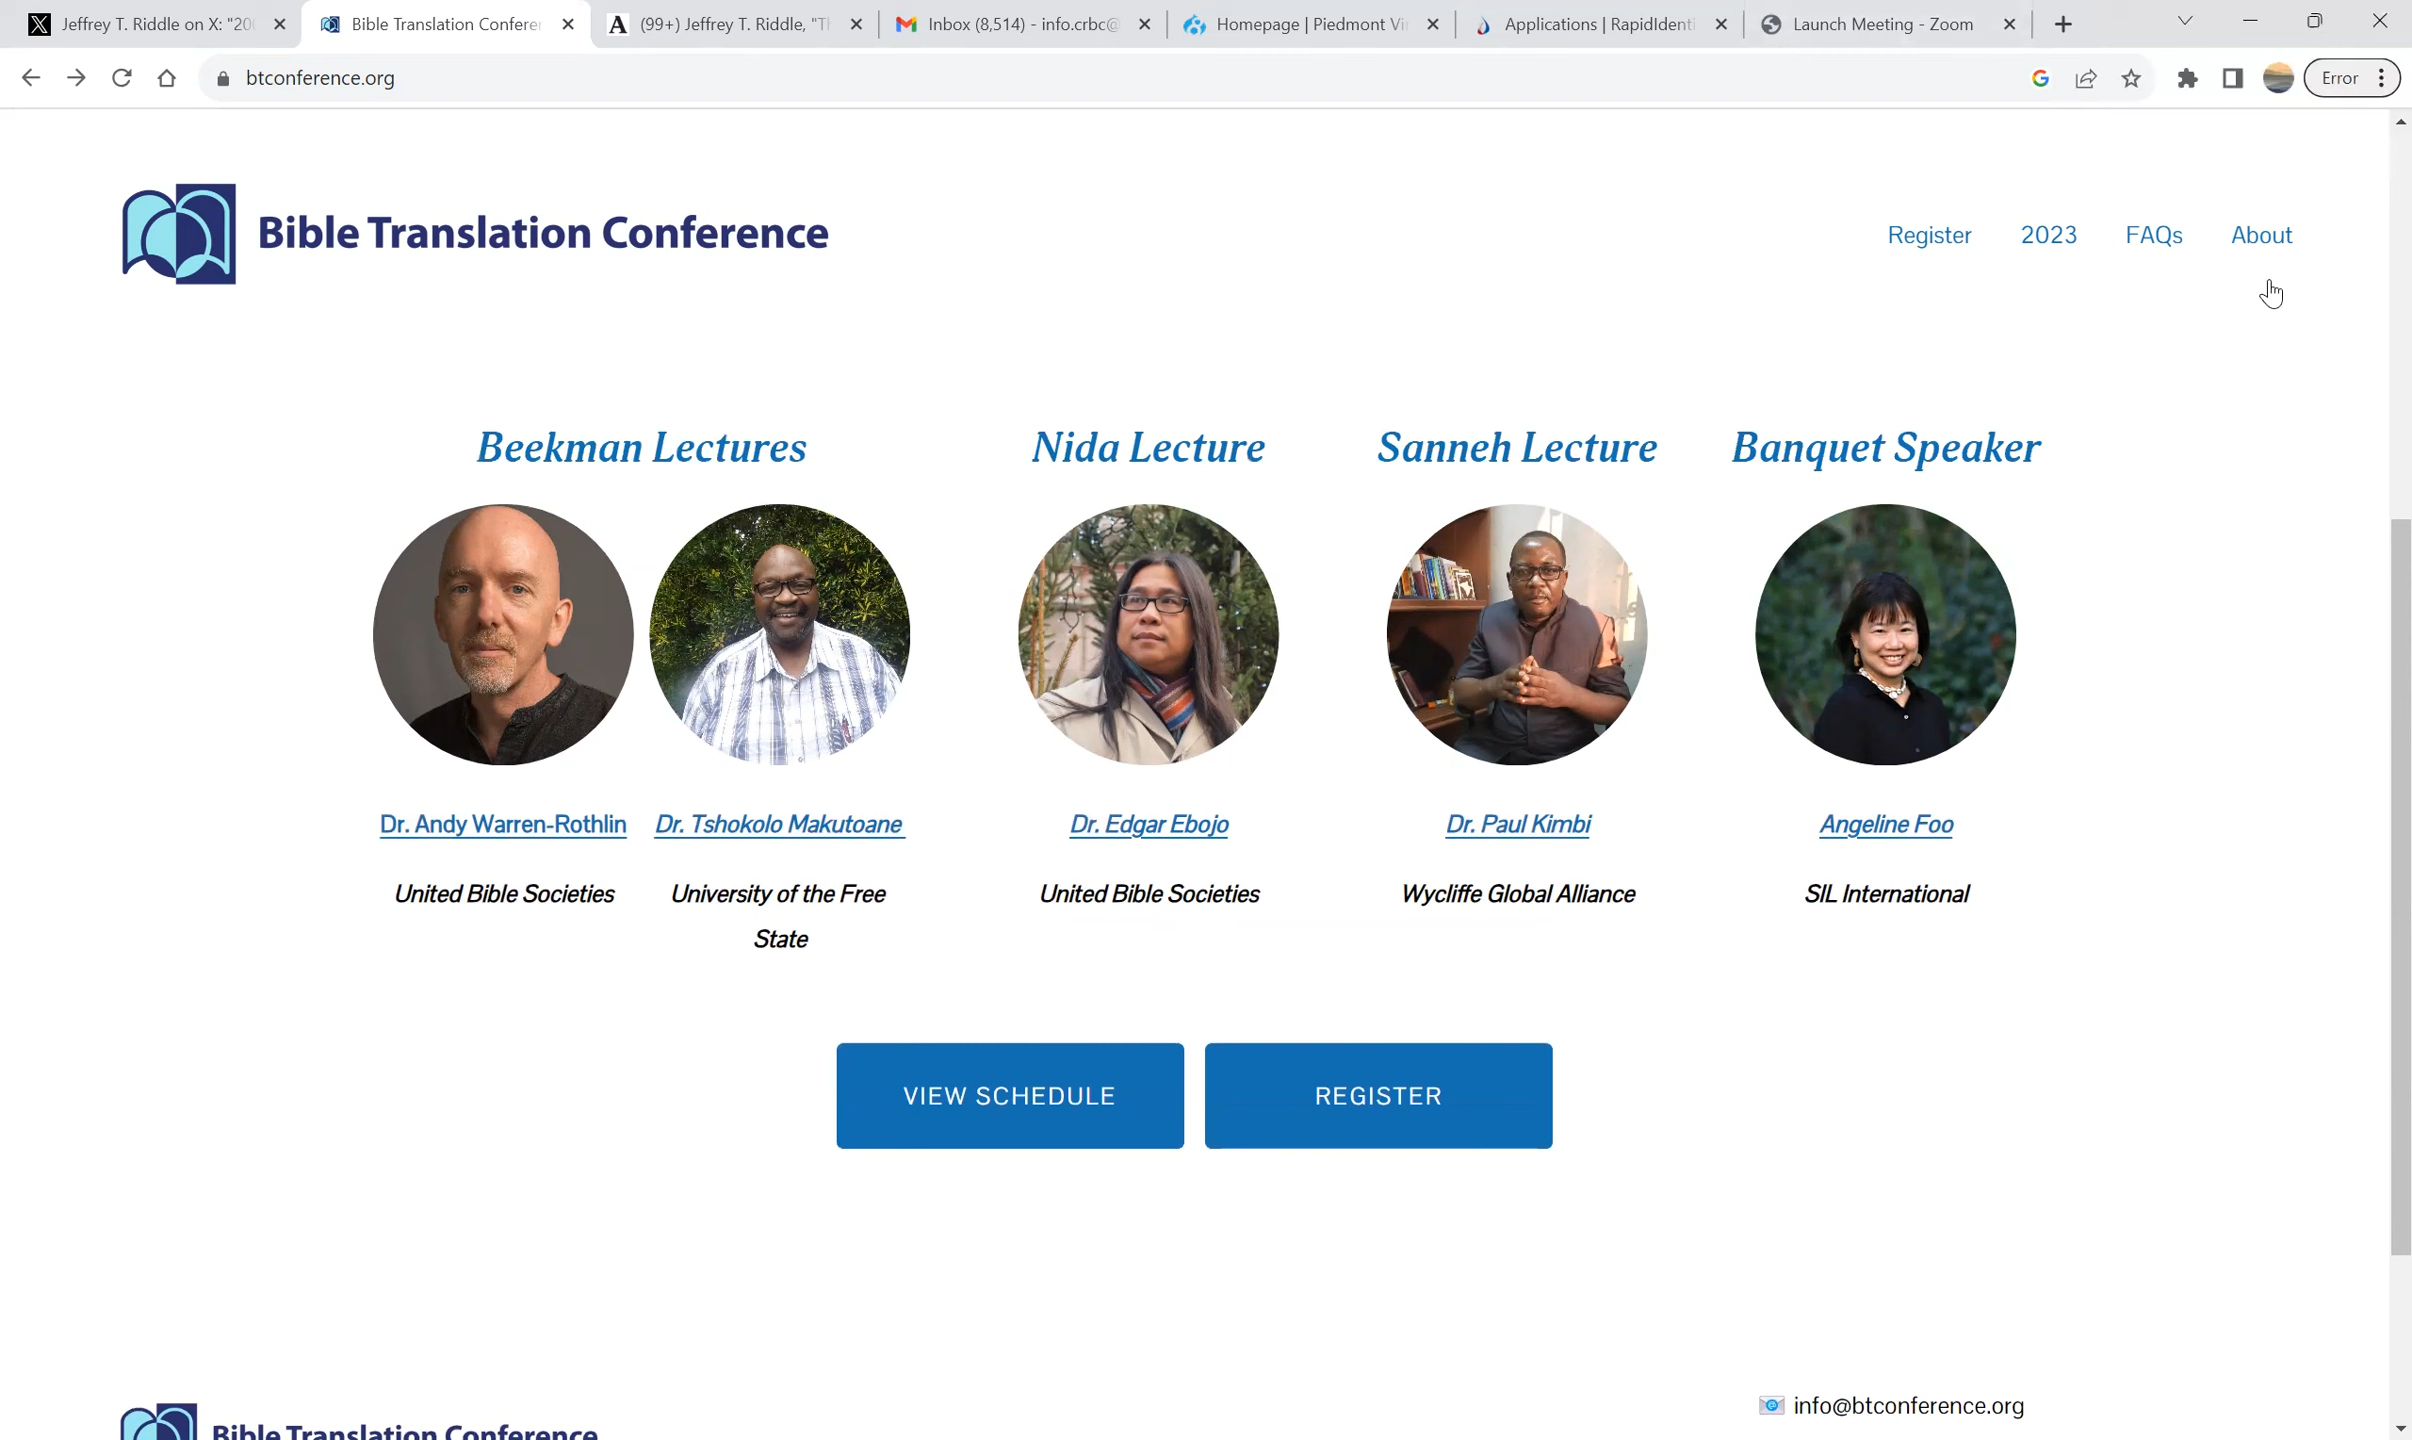 Jeffrey T. Riddle on X: "20
Bible Translation Conferen
(99+) Jeffrey T. Riddle, "Th
Inbox (8,514) - info.crbc@
Homepage | Piedmont Vi
Applications | RapidIdenti
Launch Meeting - Zoom
btconference.org
Error
Bible Translation Conference
Register
2023
FAQs
About
Beekman Lectures
Nida Lecture
Sanneh Lecture
Banquet Speaker
Dr. Andy Warren-Rothlin
Dr. Tshokolo Makutoane
Dr. Edgar Ebojo
Dr. Paul Kimbi
Angeline Foo
United Bible Societies
University of the Free
State
United Bible Societies
Wycliffe Global Alliance
SIL International
VIEW SCHEDULE
REGISTER
info@btconference.org
Bible Translation Conference